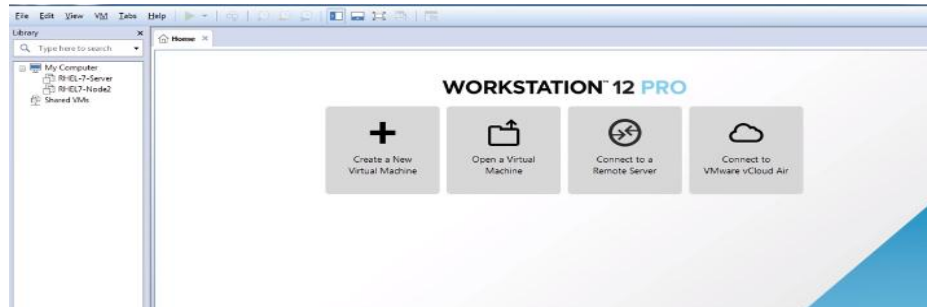 File Edit View VM Tabs Help
Library
Home
Type here to search
My Computer
RHEL-7-Server
RHEL7-Node2
Shared VMs
WORKSTATION™ 12 PRO
Create a New
Virtual Machine
Open a Virtual
Machine
Connect to a
Remote Server
Connect to
VMware vCloud Air